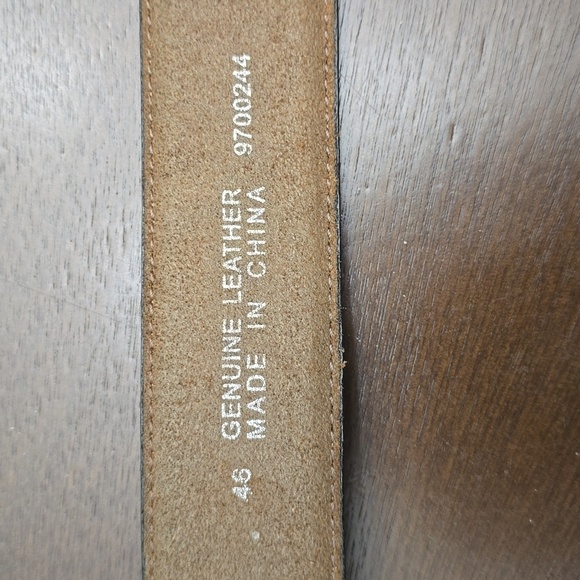 46 GENUINE LEATHER 9700244
MADE IN CHINA